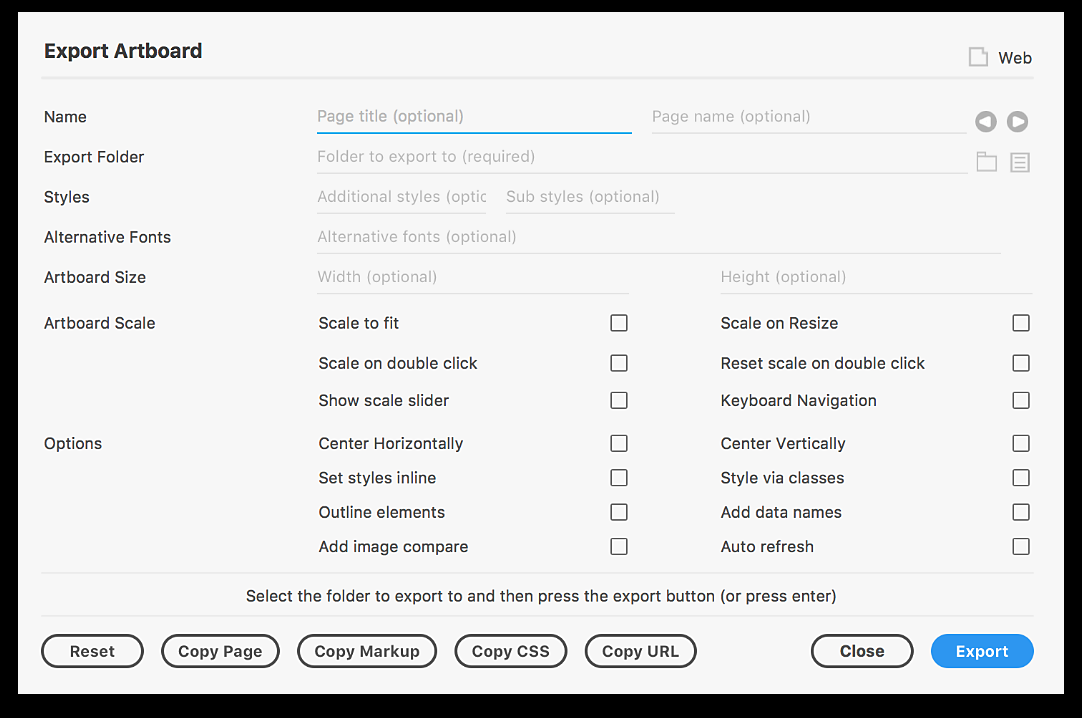 Export Artboard
Web
Name Page title (optional) Page name (optional)
Export Folder Folder to export to (required)
Styles Additional styles (optic Sub styles (optional)
Alternative Fonts Alternative fonts (optional)
Artboard Size Width (optional) Height (optional)
Artboard Scale Scale to fit Scale on Resize
Scale on double click Reset scale on double click
Show scale slider Keyboard Navigation
Options Center Horizontally Center Vertically
Set styles inline Style via classes
Outline elements Add data names
Add image compare Auto refresh
Select the folder to export to and then press the export button (or press enter)
Reset Copy Page Copy Markup Copy CSS Copy URL Close Export